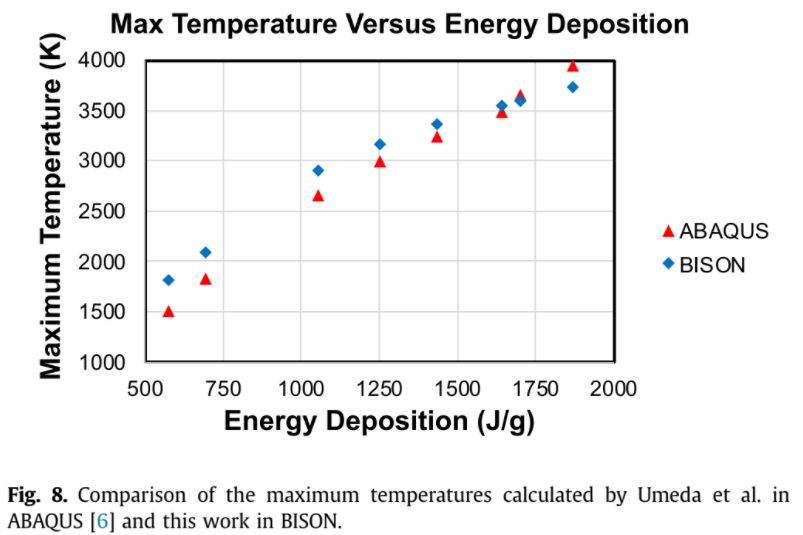 Max Temperature Versus Energy Deposition
Maximum Temperature (K)
4000
3500
3000
2500
2000
1500
1000
500 750 1000 1250 1500 1750 2000
Energy Deposition (J/g)
ABAQUS
BISON
Fig. 8. Comparison of the maximum temperatures calculated by Umeda et al. in
ABAQUS [6] and this work in BISON.